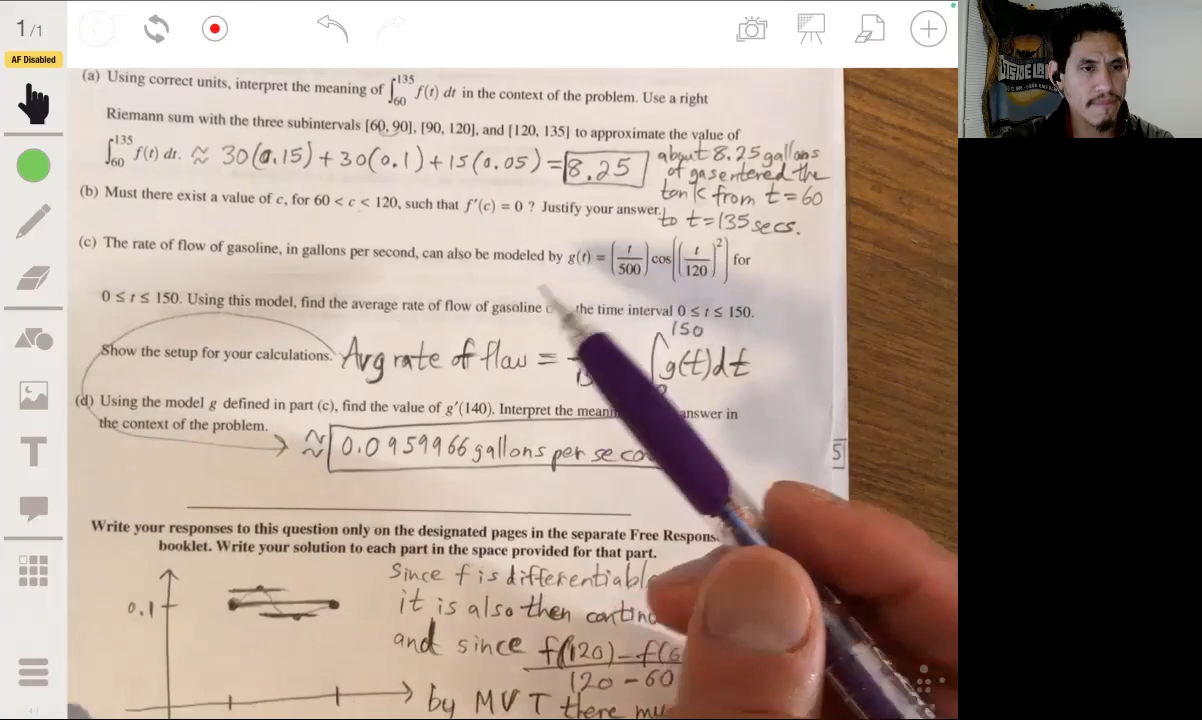 1/1
AF Disabled
(a) Using correct units, interpret the meaning of ∫₆₀¹³⁵ f(t) dt in the context of the problem. Use a right
Riemann sum with the three subintervals [60, 90], [90, 120], and [120, 135] to approximate the value of
∫₆₀¹³⁵ f(t) dt. ≈ 30(0.15) + 30(0.1) + 15(0.05) = 8.25
about 8.25 gallons
of gas entered the
tank from t = 60
to t = 135 secs.
(b) Must there exist a value of c, for 60 < c < 120, such that f′(c) = 0 ? Justify your answer.
(c) The rate of flow of gasoline, in gallons per second, can also be modeled by g(t) = (t/500) cos((t/120)²) for
0 ≤ t ≤ 150. Using this model, find the average rate of flow of gasoline the time interval 0 ≤ t ≤ 150.
Show the setup for your calculations. Avg rate of flow = ∫ 150 g(t)dt
(d) Using the model g defined in part (c), find the value of g′(140). Interpret the answer in
the context of the problem.
≈ 0.0959966 gallons per
5
Write your responses to this question only on the designated pages in the separate Free
booklet. Write your solution to each part in the space provided for that part.
0.1
Since f is
it is also then
and since f(120) –
120 – 60
by MVT there